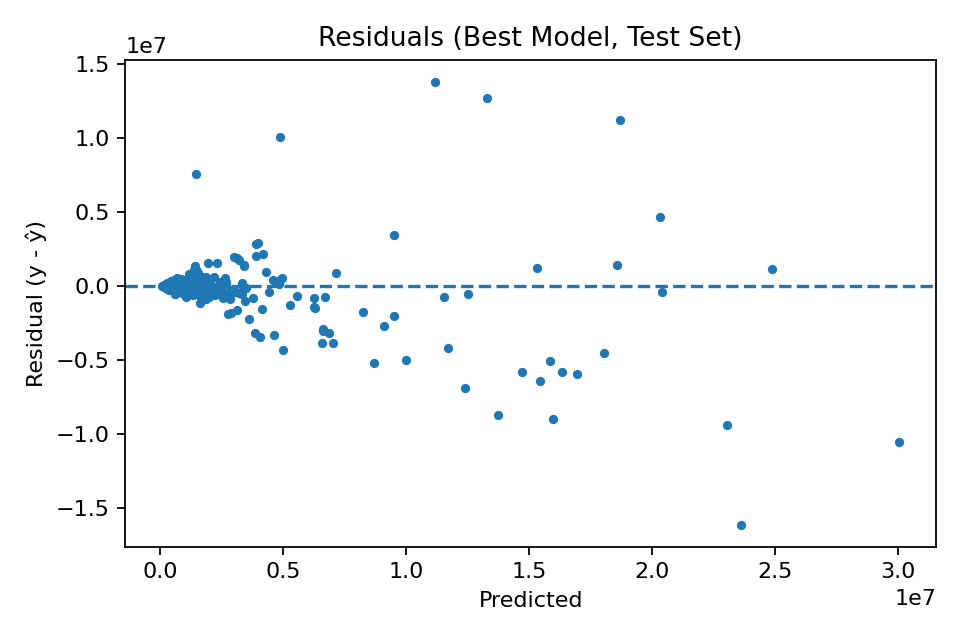 Residuals (Best Model, Test Set)
1e7
1.5
1.0
0.5
0.0
−0.5
−1.0
−1.5
Residual (y - ŷ)
0.0 0.5 1.0 1.5 2.0 2.5 3.0
1e7
Predicted